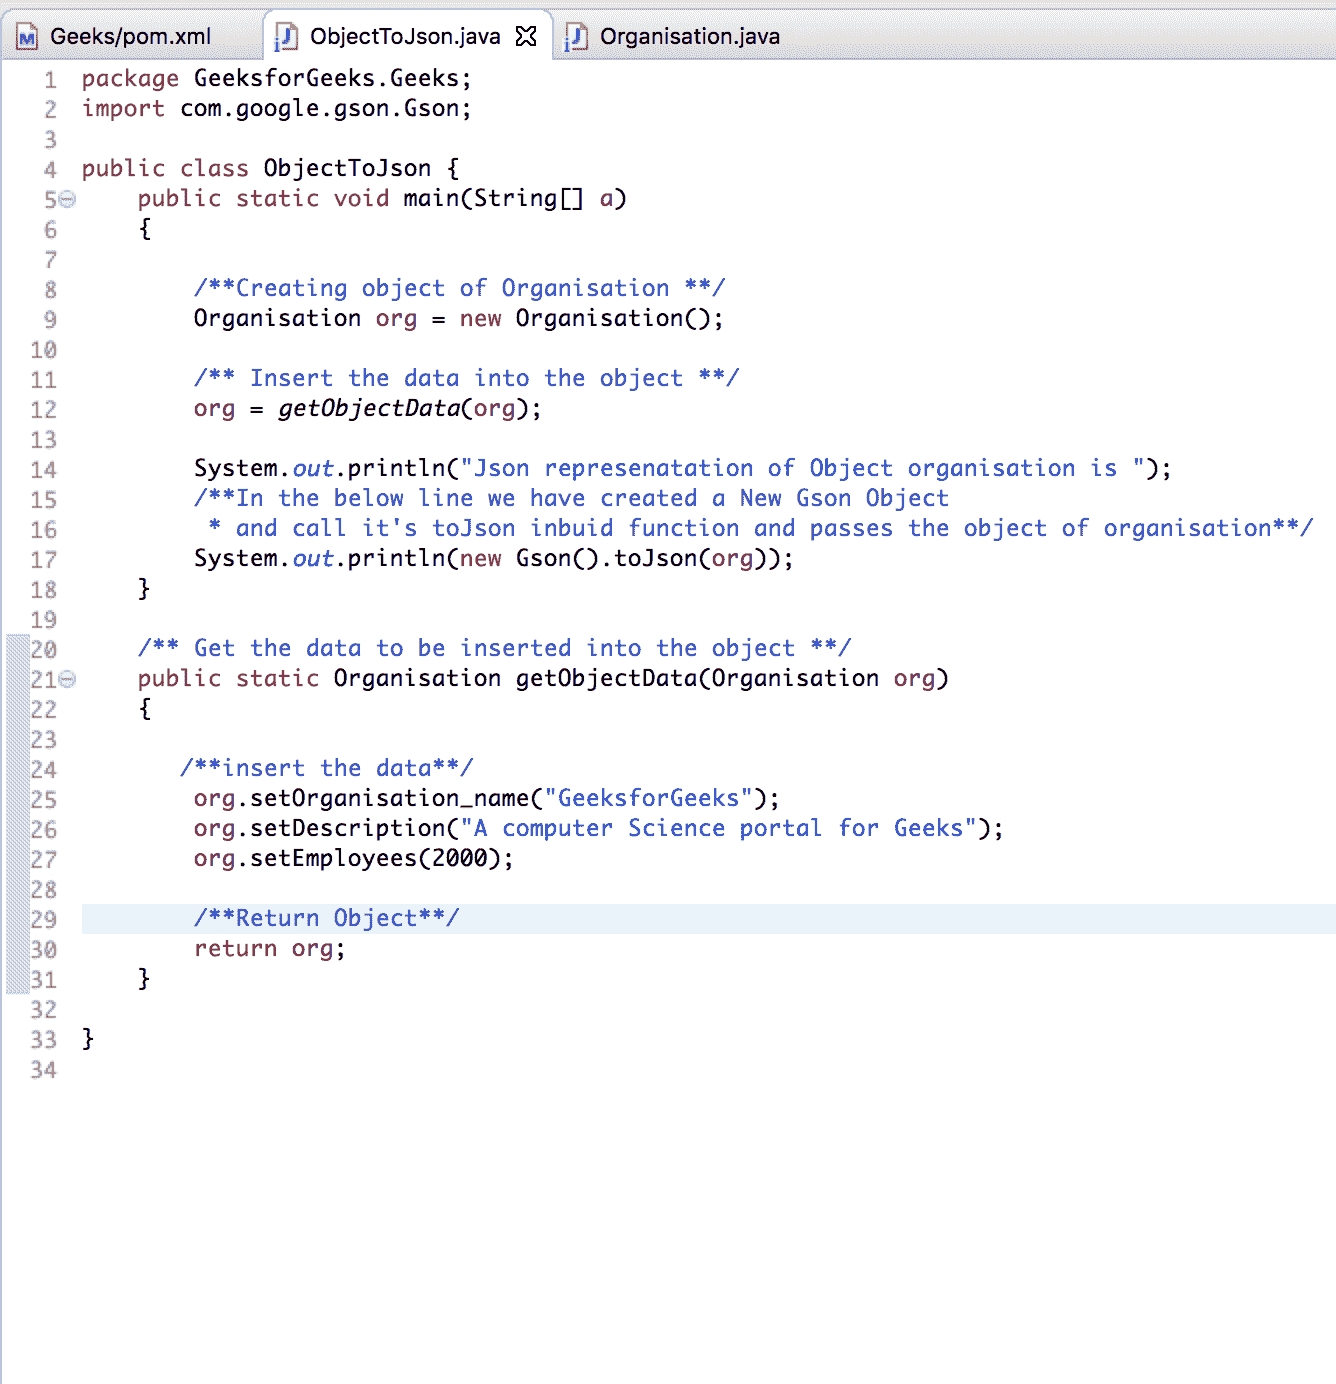 Geeks/pom.xml ObjectToJson.java Organisation.java
1 package GeeksforGeeks.Geeks;
2 import com.google.gson.Gson;
3
4 public class ObjectToJson {
5 public static void main(String[] a)
6 {
7
8 /**Creating object of Organisation **/
9 Organisation org = new Organisation();
10
11 /** Insert the data into the object **/
12 org = getObjectData(org);
13
14 System.out.println("Json represenatation of Object organisation is ");
15 /**In the below line we have created a New Gson Object
16 * and call it's toJson inbuid function and passes the object of organisation**/
17 System.out.println(new Gson().toJson(org));
18 }
19
20 /** Get the data to be inserted into the object **/
21 public static Organisation getObjectData(Organisation org)
22 {
23
24 /**insert the data**/
25 org.setOrganisation_name("GeeksforGeeks");
26 org.setDescription("A computer Science portal for Geeks");
27 org.setEmployees(2000);
28
29 /**Return Object**/
30 return org;
31 }
32
33 }
34